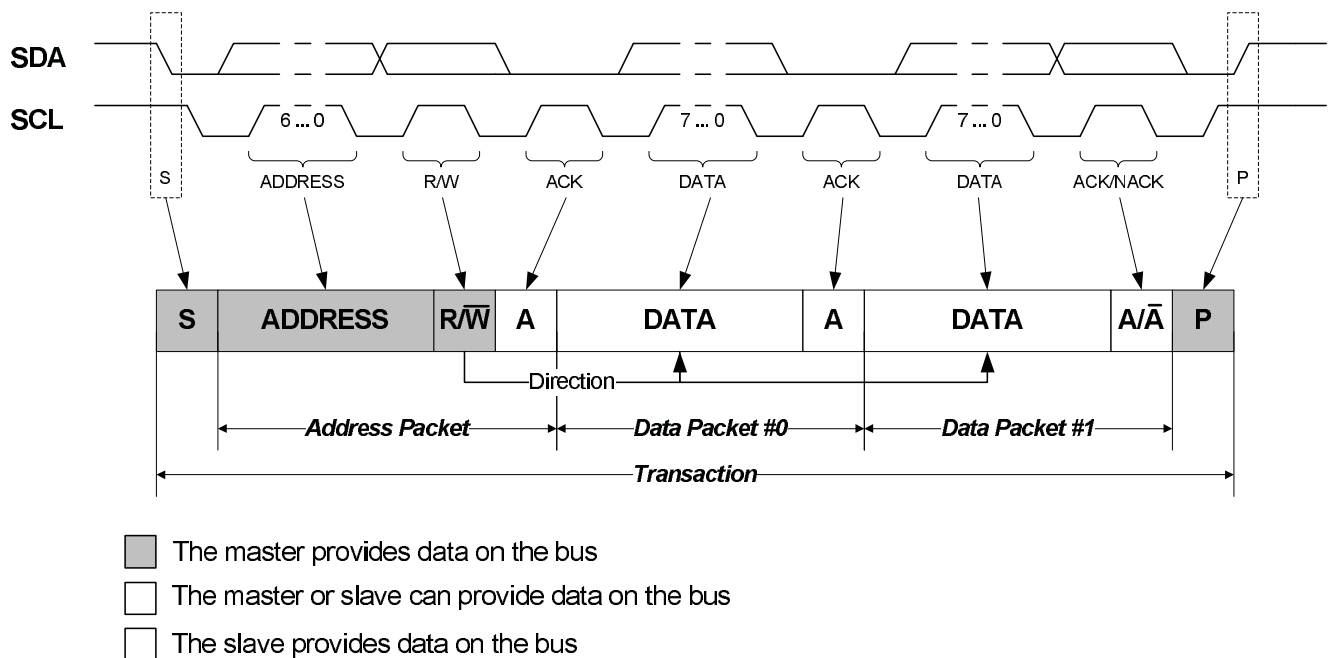 SDA
SCL
6 ... 0
7 ... 0
7 ... 0
S
ADDRESS
R/W
ACK
DATA
ACK
DATA
ACK/NACK
P
S
ADDRESS
R/W̅
A
DATA
A
DATA
A/A̅
P
Direction
Address Packet
Data Packet #0
Data Packet #1
Transaction
The master provides data on the bus
The master or slave can provide data on the bus
The slave provides data on the bus